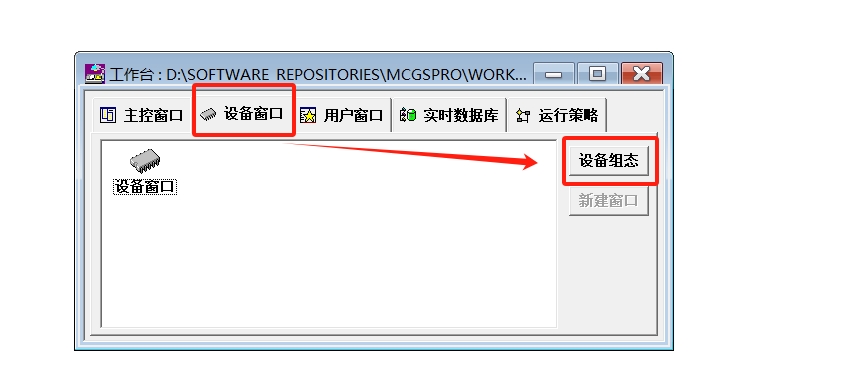 工作台 : D:\SOFTWARE REPOSITORIES\MCGSPRO\WORK...
主控窗口 设备窗口 用户窗口 实时数据库 运行策略
设备窗口
设备组态
新建窗口